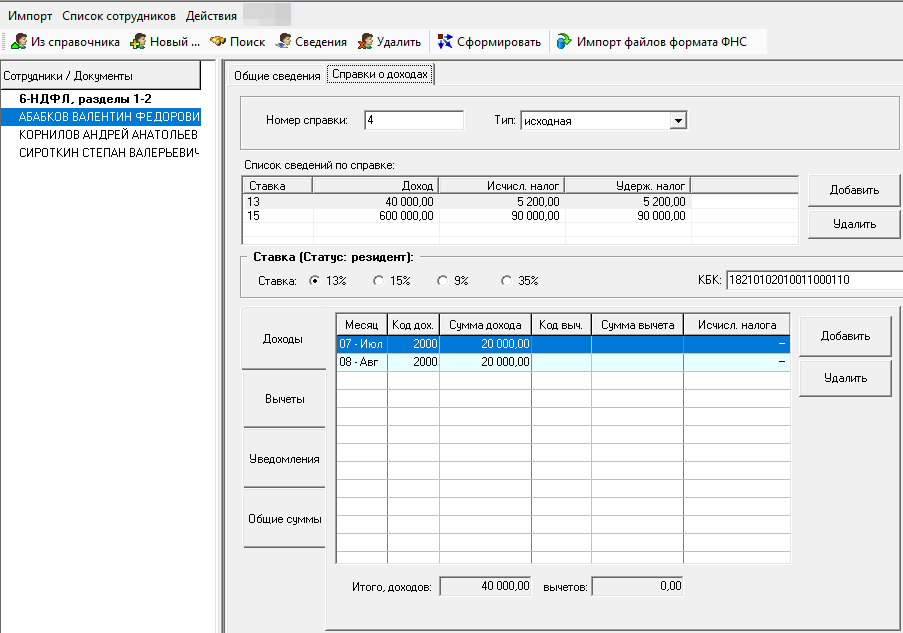 Импорт Список сотрудников Действия
Из справочника Новый ... Поиск Сведения Удалить Сформировать Импорт файлов формата ФНС
Сотрудники / Документы
6-НДФЛ, разделы 1-2
АБАБКОВ ВАЛЕНТИН ФЕДОРОВИ
КОРНИЛОВ АНДРЕЙ АНАТОЛЬЕВ
СИРОТКИН СТЕПАН ВАЛЕРЬЕВИЧ
Общие сведения Справки о доходах
Номер справки: 4 Тип: исходная
Список сведений по справке:
Ставка Доход Исчисл. налог Удерж. налог
13 40 000,00 5 200,00 5 200,00
15 600 000,00 90 000,00 90 000,00
Добавить
Удалить
Ставка (Статус: резидент):
Ставка: 13% 15% 9% 35% КБК: 18210102010011000110
Доходы
Вычеты
Уведомления
Общие суммы
Месяц Код дох. Сумма дохода Код выч. Сумма вычета Исчисл. налога
07 - Июл 2000 20 000,00 –
08 - Авг 2000 20 000,00 –
Добавить
Удалить
Итого, доходов: 40 000,00 вычетов: 0,00